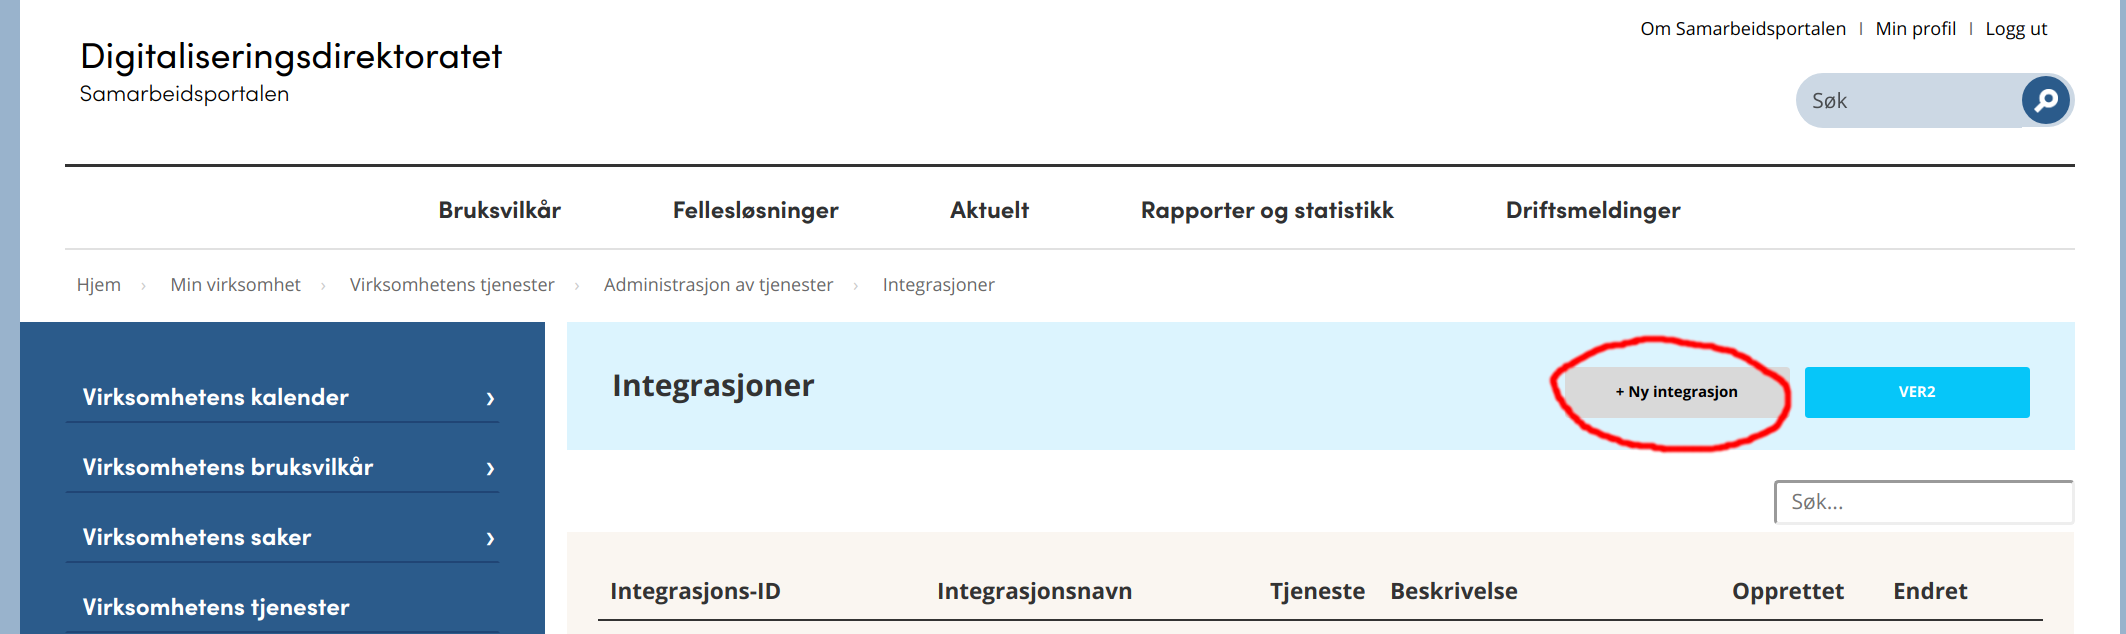 Om Samarbeidsportalen | Min profil | Logg ut
Digitaliseringsdirektoratet
Samarbeidsportalen
Søk
Bruksvilkår Fellesløsninger Aktuelt Rapporter og statistikk Driftsmeldinger
Hjem › Min virksomhet › Virksomhetens tjenester › Administrasjon av tjenester › Integrasjoner
Virksomhetens kalender ›
Virksomhetens bruksvilkår ›
Virksomhetens saker ›
Virksomhetens tjenester
Integrasjoner
+ Ny integrasjon
VER2
Søk...
Integrasjons-ID Integrasjonsnavn Tjeneste Beskrivelse Opprettet Endret